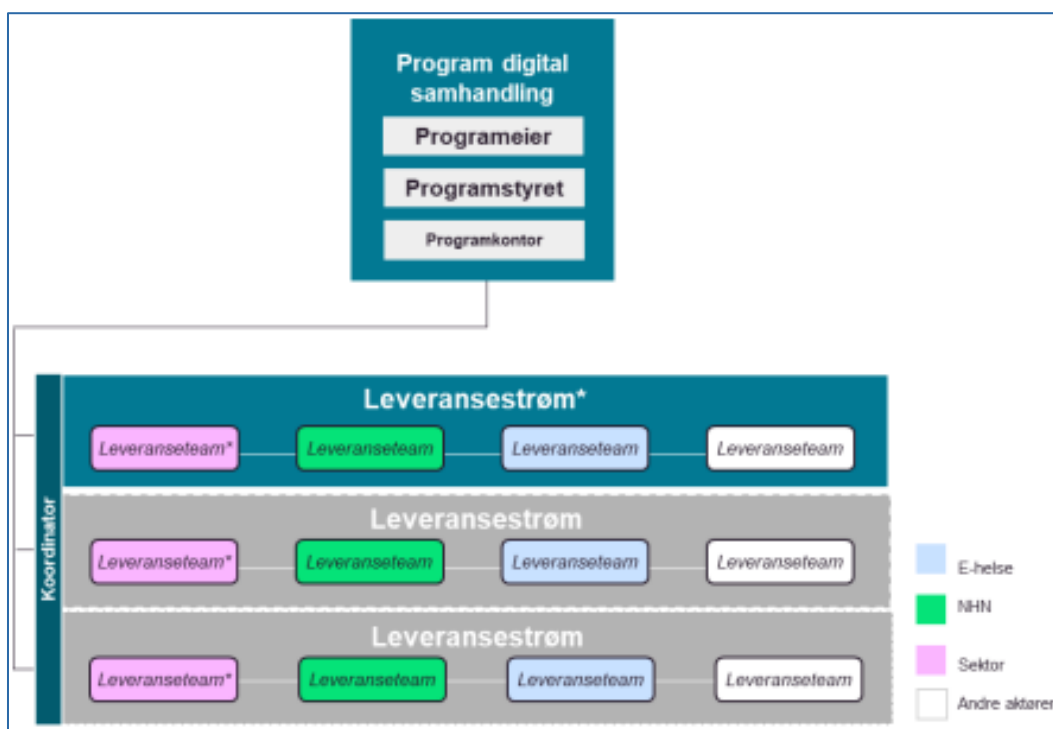 Program digital
samhandling
Programeier
Programstyret
Programkontor
Koordinator
Leveransestrøm*
Leveranseteam* Leveranseteam Leveranseteam Leveranseteam
Leveransestrøm
Leveranseteam* Leveranseteam Leveranseteam Leveranseteam
Leveransestrøm
Leveranseteam* Leveranseteam Leveranseteam Leveranseteam
E-helse
NHN
Sektor
Andre aktører